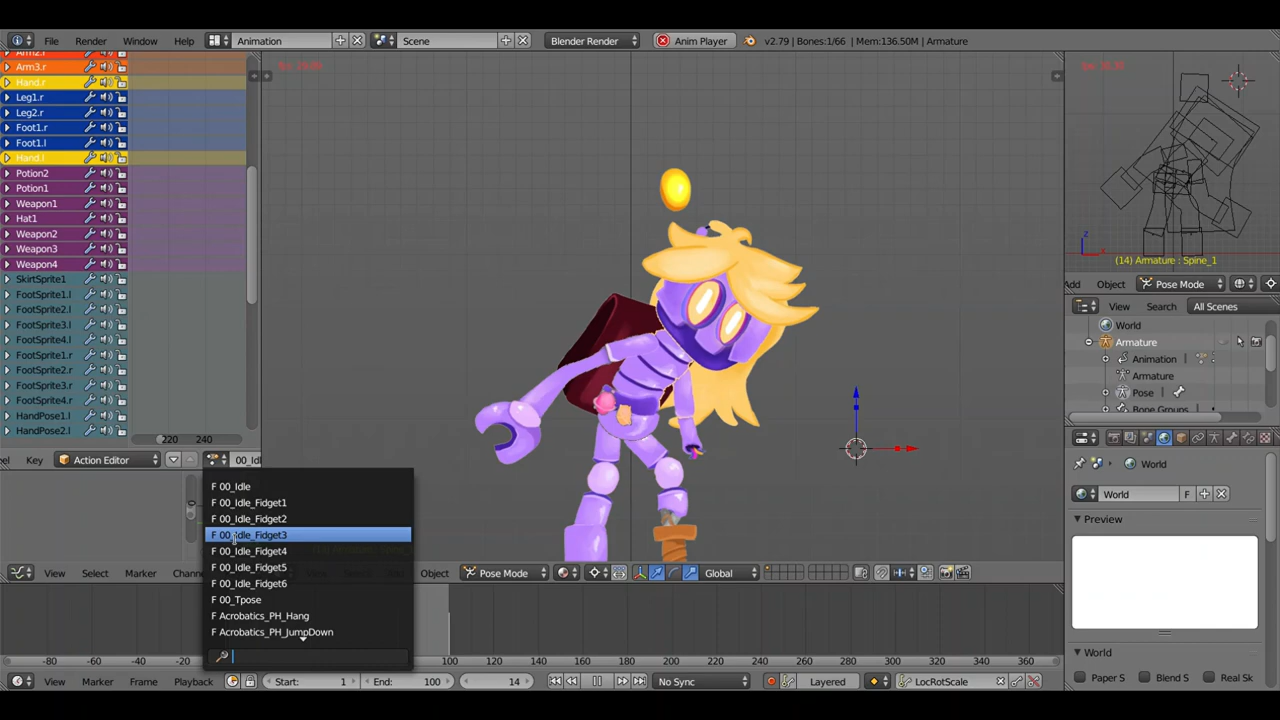 File Render Window Help Animation Scene Blender Render Anim Player v2.79 | Bones:1/66 | Mem:136.50M | Armature
Arm3.r
Hand.r
Leg1.r
Leg2.r
Foot1.r
Foot1.l
Hand.l
Potion2
Potion1
Weapon1
Hat1
Weapon2
Weapon3
Weapon4
SkirtSprite1
FootSprite1.l
FootSprite2.l
FootSprite3.l
FootSprite4.l
FootSprite1.r
FootSprite2.r
FootSprite3.r
FootSprite4.r
HandPose1.l
HandPose2.l
220 240
Key Action Editor 00_Idl
F 00_Idle
F 00_Idle_Fidget1
F 00_Idle_Fidget2
F 00_Idle_Fidget3
F 00_Idle_Fidget4
F 00_Idle_Fidget5
F 00_Idle_Fidget6
F 00_Tpose
F Acrobatics_PH_Hang
F Acrobatics_PH_JumpDown
View Select Marker Object Pose Mode Global
-80 -60 -40 -20 100 120 140 160 180 200 220 240 260 280 300 320 340 360
View Marker Frame Playback Start: 1 End: 100 14 No Sync Layered LocRotScale
z
x
(14) Armature : Spine_1
Add Object Pose Mode
View Search All Scenes
World
Armature
Animation
Armature
Pose
Bone Groups
World
World F
Preview
World
Paper S Blend S Real Sk